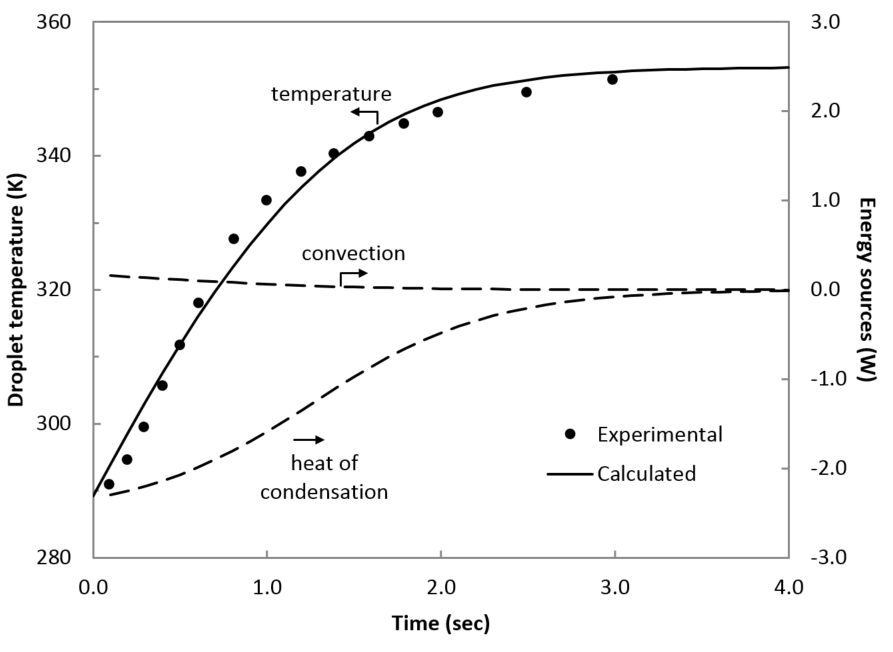 360
340
320
300
280
Droplet temperature (K)
3.0
2.0
1.0
0.0
-1.0
-2.0
-3.0
Energy sources (W)
temperature
convection
heat of
condensation
Experimental
Calculated
0.0
1.0
2.0
3.0
4.0
Time (sec)